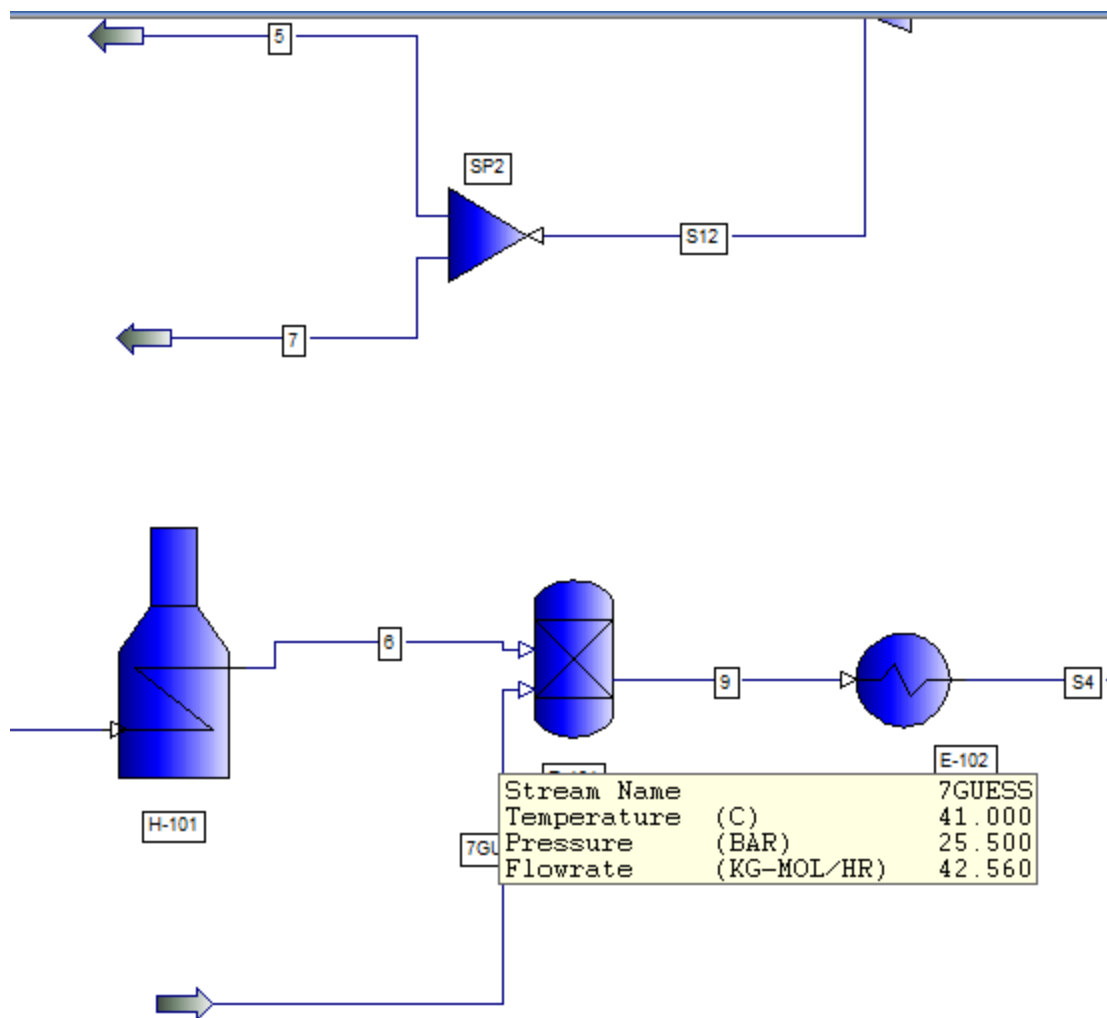 5
SP2
S12
7
6
9
S4
E-102
H-101
Stream Name 7GUESS
Temperature (C) 41.000
Pressure (BAR) 25.500
Flowrate (KG-MOL/HR) 42.560
7GU